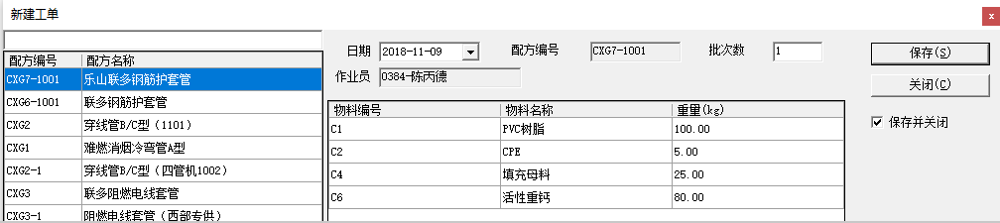 新建工单
x
日期 2018-11-09 配方编号 CXG7-1001 批次数 1 保存(S)
作业员 0384-陈丙德 关闭(C)
保存并关闭
配方编号 配方名称
CXG7-1001 乐山联多钢筋护套管
CXG6-1001 联多钢筋护套管
CXG2 穿线管B/C型（1101）
CXG1 难燃消烟冷弯管A型
CXG2-1 穿线管B/C型（四管机1002）
CXG3 联多阻燃电线套管
CXG3-1 阻燃电线套管（西部专供）
物料编号 物料名称 重量(kg)
C1 PVC树脂 100.00
C2 CPE 5.00
C4 填充母料 25.00
C6 活性重钙 80.00